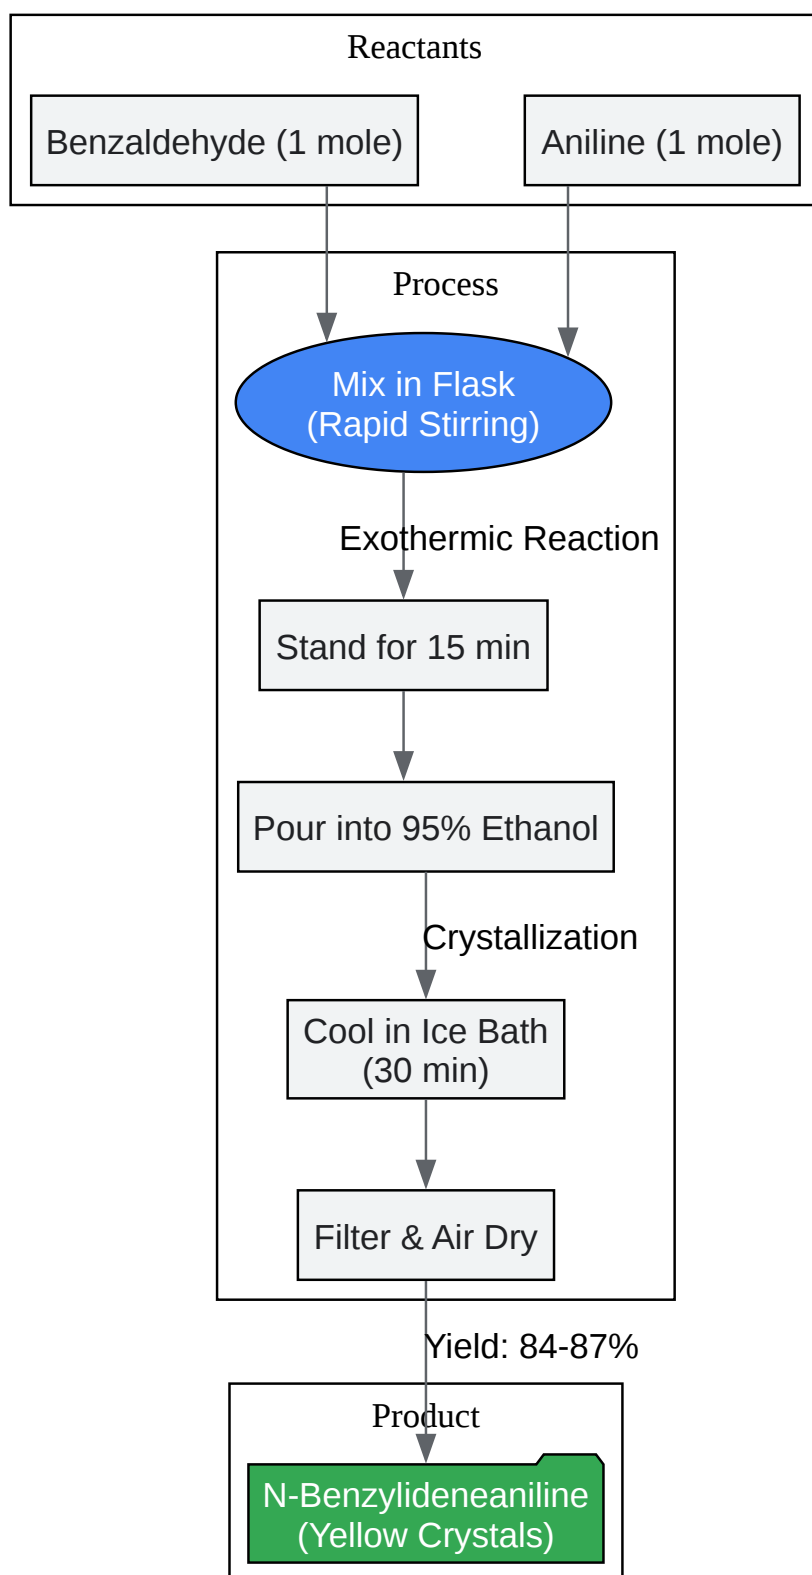 Reactants
Benzaldehyde (1 mole)
Aniline (1 mole)
Process
Mix in Flask
(Rapid Stirring)
Exothermic Reaction
Stand for 15 min
Pour into 95% Ethanol
Crystallization
Cool in Ice Bath
(30 min)
Filter & Air Dry
Yield: 84-87%
Product
N-Benzylideneaniline
(Yellow Crystals)